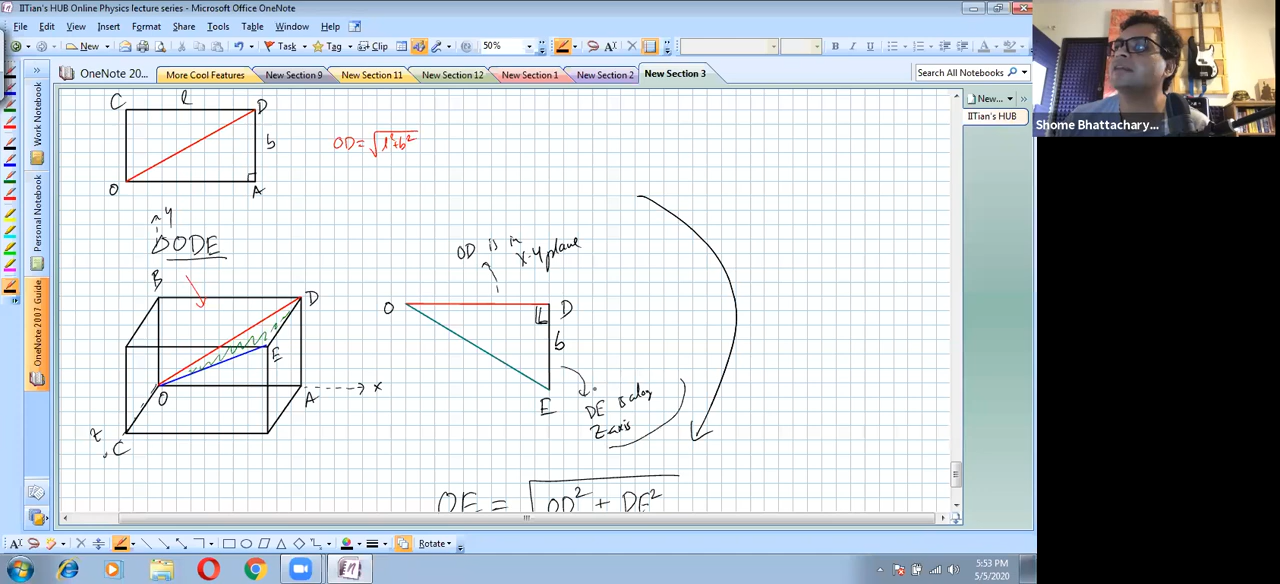 IITian's HUB Online Physics lecture series - Microsoft Office OneNote
File Edit View Insert Format Share Tools Table Window Help
New Task Tag Clip 50% B I U A
OneNote 20... More Cool Features New Section 9 New Section 11 New Section 12 New Section 1 New Section 2 New Section 3 Search All Notebooks
New...
IITian's HUB
Shome Bhattachary...
Work Notebook
Personal Notebook
OneNote 2007 Guide
C l D
b
OD=√l²+b²
O A
y
ΔODE
OD is in
X-Y plane
B D
O D
E b
O A x
E DE is along
Z axis
z C
OE = √OD² + DE²
Rotate
5:53 PM
5/5/2020